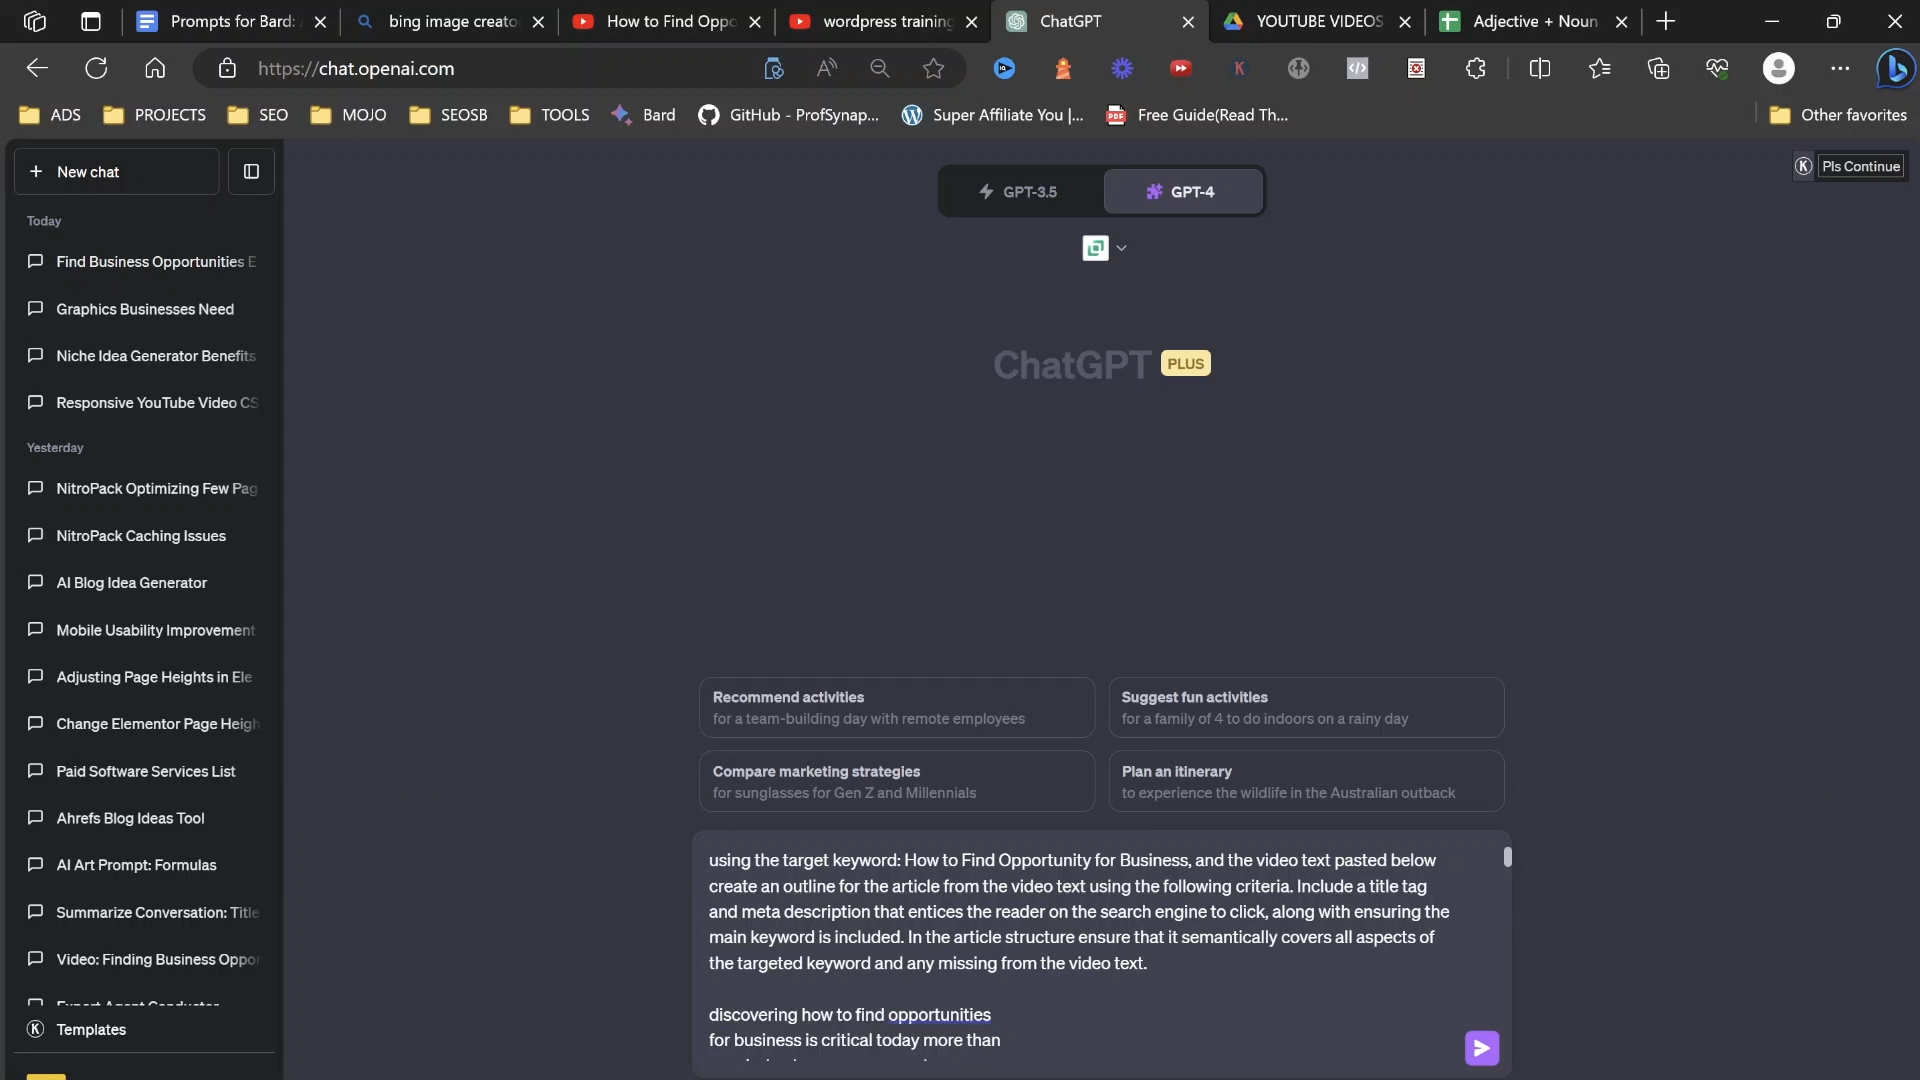 Prompts for Bard:
bing image creato
How to Find Oppo
wordpress training
ChatGPT
YOUTUBE VIDEOS
Adjective + Noun
https://chat.openai.com
ADS
PROJECTS
SEO
MOJO
SEOSB
TOOLS
Bard
GitHub - ProfSynap...
Super Affiliate You |...
Free Guide(Read Th...
Other favorites
New chat
GPT-3.5
GPT-4
Pls Continue
Today
Find Business Opportunities E
Graphics Businesses Need
Niche Idea Generator Benefits
Responsive YouTube Video CS
Yesterday
NitroPack Optimizing Few Pag
NitroPack Caching Issues
AI Blog Idea Generator
Mobile Usability Improvement
Adjusting Page Heights in Ele
Change Elementor Page Heigh
Paid Software Services List
Ahrefs Blog Ideas Tool
AI Art Prompt: Formulas
Summarize Conversation: Title
Video: Finding Business Oppor
Expert Agent Conductor
Templates
ChatGPT PLUS
Recommend activities
for a team-building day with remote employees
Suggest fun activities
for a family of 4 to do indoors on a rainy day
Compare marketing strategies
for sunglasses for Gen Z and Millennials
Plan an itinerary
to experience the wildlife in the Australian outback
using the target keyword: How to Find Opportunity for Business, and the video text pasted below
create an outline for the article from the video text using the following criteria. Include a title tag
and meta description that entices the reader on the search engine to click, along with ensuring the
main keyword is included. In the article structure ensure that it semantically covers all aspects of
the targeted keyword and any missing from the video text.
discovering how to find opportunities
for business is critical today more than